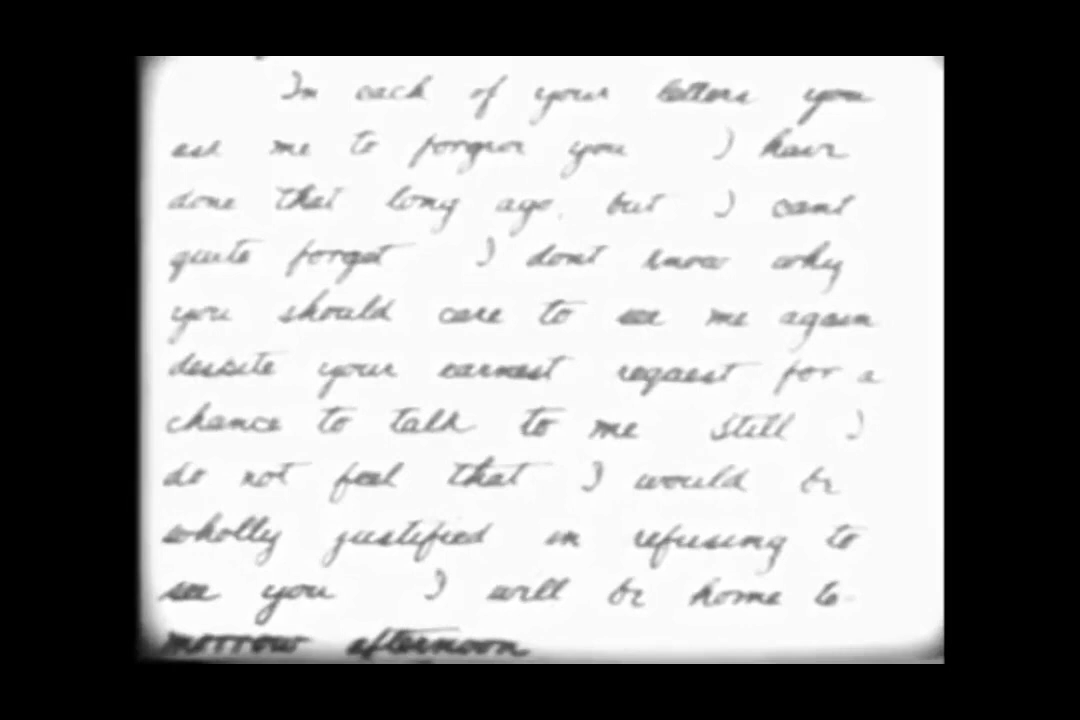 In each of your letters you
ask me to forgive you I have
done that long ago, but I cant
quite forget I dont know why
you should care to see me again
despite your earnest request for a
chance to talk to me still I
do not feel that I would be
wholly justified in refusing to
see you I will be home to-
morrow afternoon